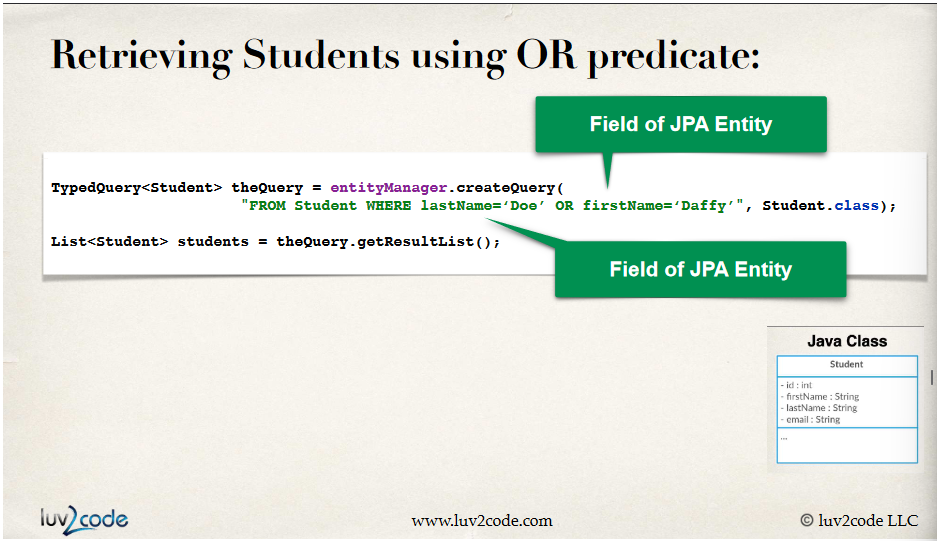 Retrieving Students using OR predicate:
Field of JPA Entity
TypedQuery<Student> theQuery = entityManager.createQuery(
"FROM Student WHERE lastName=‘Doe’ OR firstName=‘Daffy’", Student.class);
List<Student> students = theQuery.getResultList();
Field of JPA Entity
Java Class
Student
- id : int
- firstName : String
- lastName : String
- email : String
...
luv2code
www.luv2code.com
© luv2code LLC